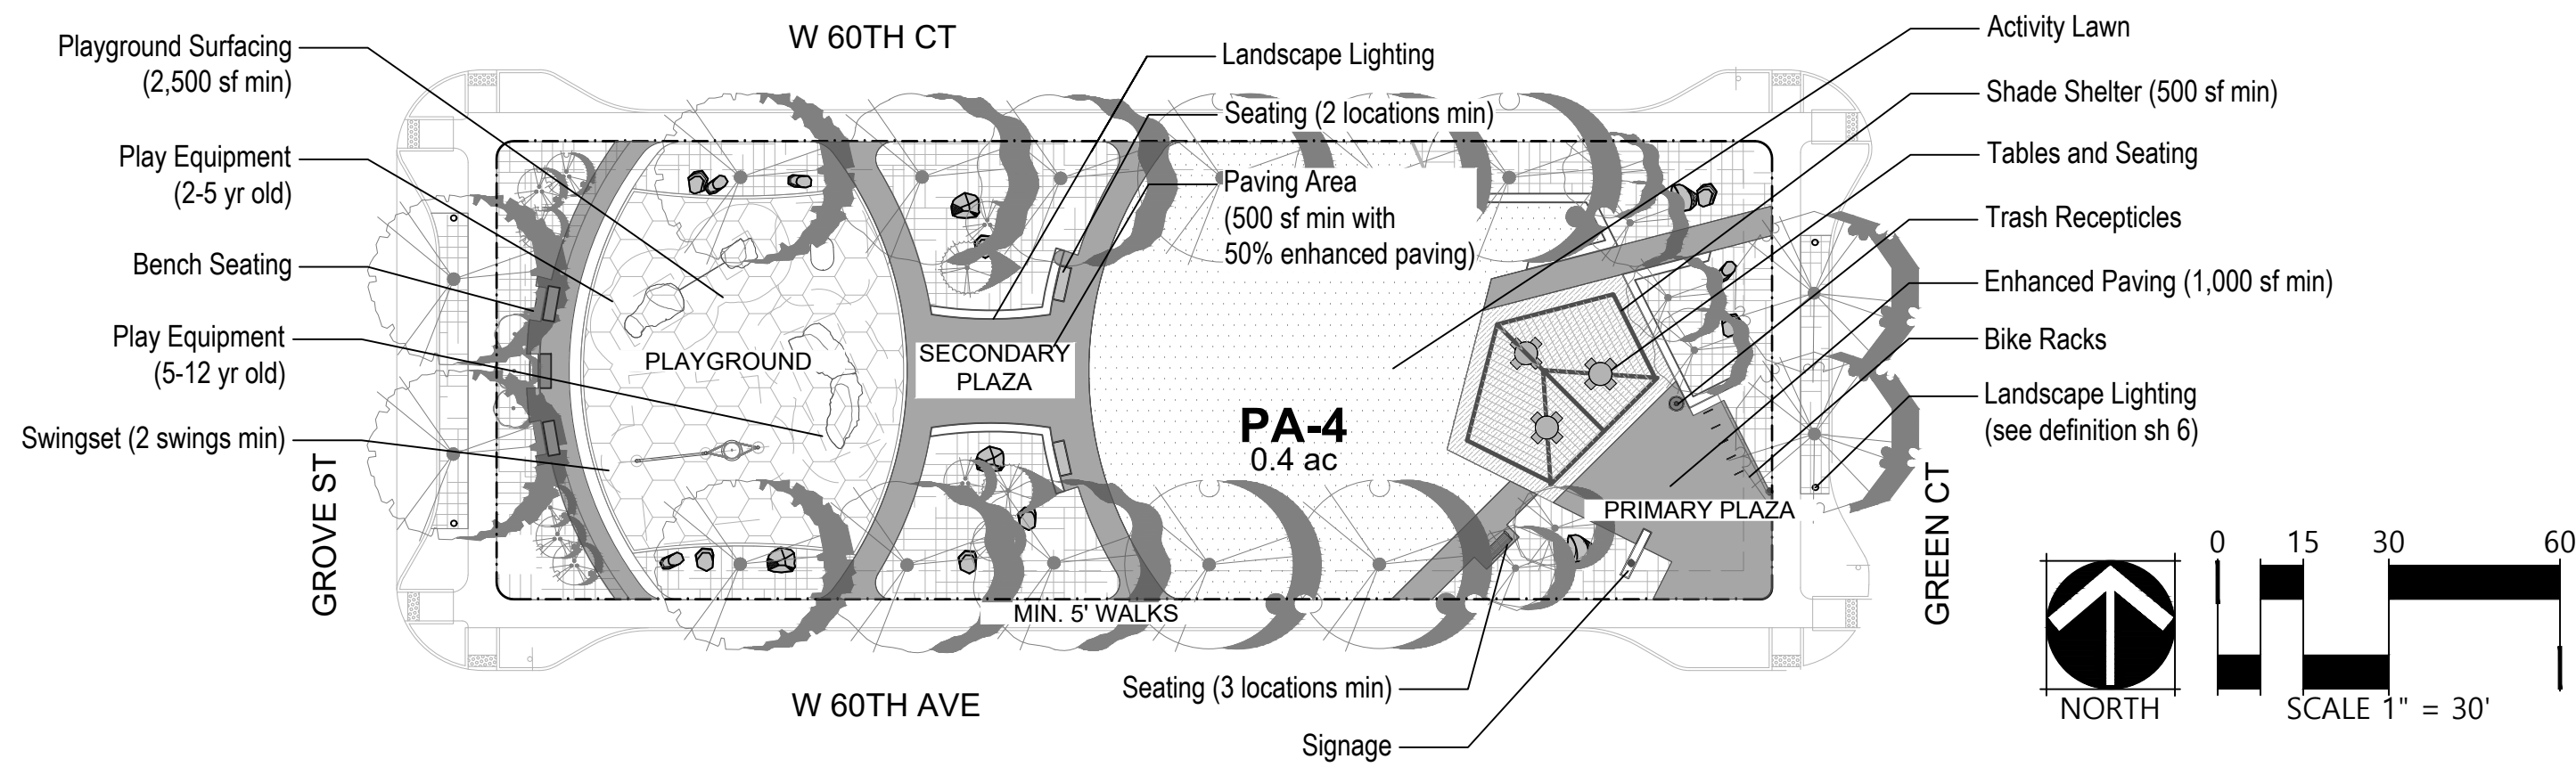 W 60TH CT
Playground Surfacing
(2,500 sf min)
Play Equipment
(2-5 yr old)
Bench Seating
Play Equipment
(5-12 yr old)
Swingset (2 swings min)
GROVE ST
Landscape Lighting
Seating (2 locations min)
Paving Area
(500 sf min with
50% enhanced paving)
PLAYGROUND
SECONDARY
PLAZA
PA-4
0.4 ac
PRIMARY PLAZA
MIN. 5' WALKS
Activity Lawn
Shade Shelter (500 sf min)
Tables and Seating
Trash Recepticles
Enhanced Paving (1,000 sf min)
Bike Racks
Landscape Lighting
(see definition sh 6)
GREEN CT
W 60TH AVE
Seating (3 locations min)
Signage
NORTH
0 15 30 60
SCALE 1" = 30'